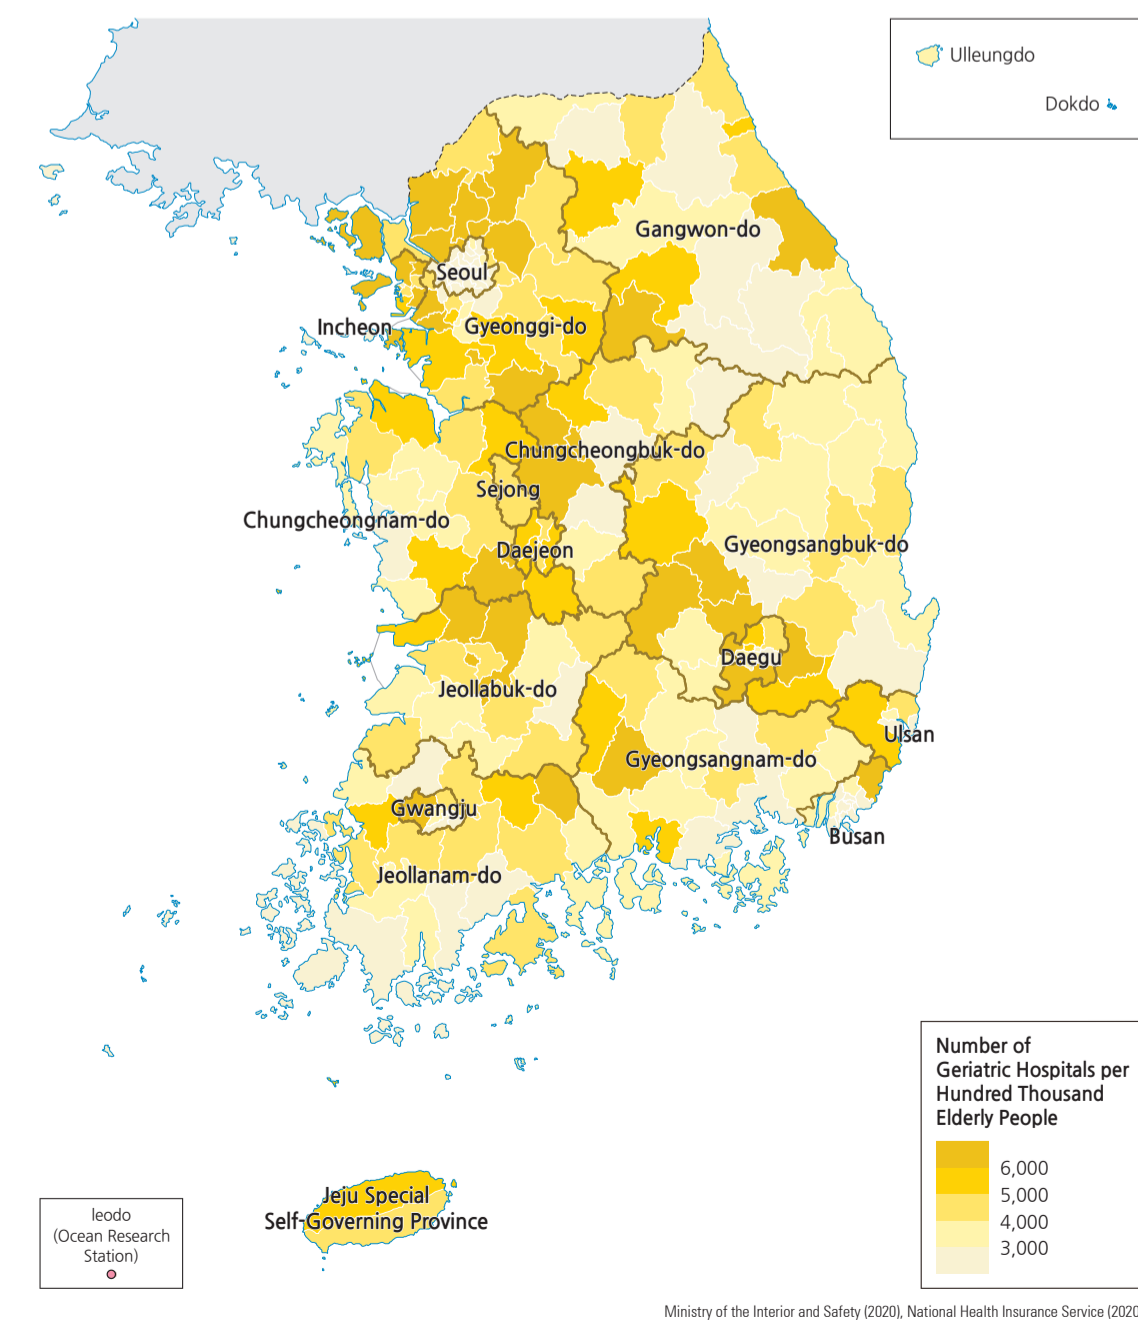 Ulleungdo
Dokdo
Gangwon-do
Seoul
Incheon
Gyeonggi-do
Chungcheongbuk-do
Sejong
Chungcheongnam-do
Daejeon
Gyeongsangbuk-do
Daegu
Jeollabuk-do
Ulsan
Gyeongsangnam-do
Gwangju
Busan
Jeollanam-do
Number of
Geriatric Hospitals per
Hundred Thousand
Elderly People
6,000
5,000
4,000
3,000
Jeju Special
Self-Governing Province
Ieodo
(Ocean Research
Station)
Ministry of the Interior and Safety (2020), National Health Insurance Service (2020